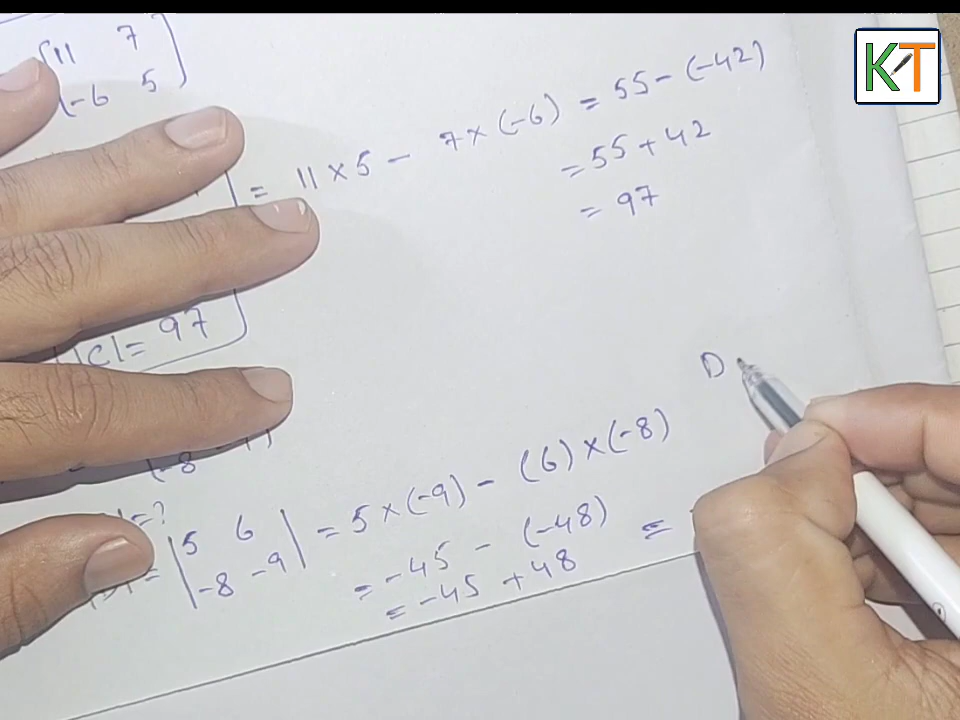 KT
11 7
-6 5
= 11 × 5 - 7 × (-6) = 55 - (-42)
= 55 + 42
= 97
|C| = 97
D
(-8
= ?
= | 5 6 | = 5 × (-9) - (6) × (-8)
| -8 -9 | = -45 - (-48)
= -45 + 48 =